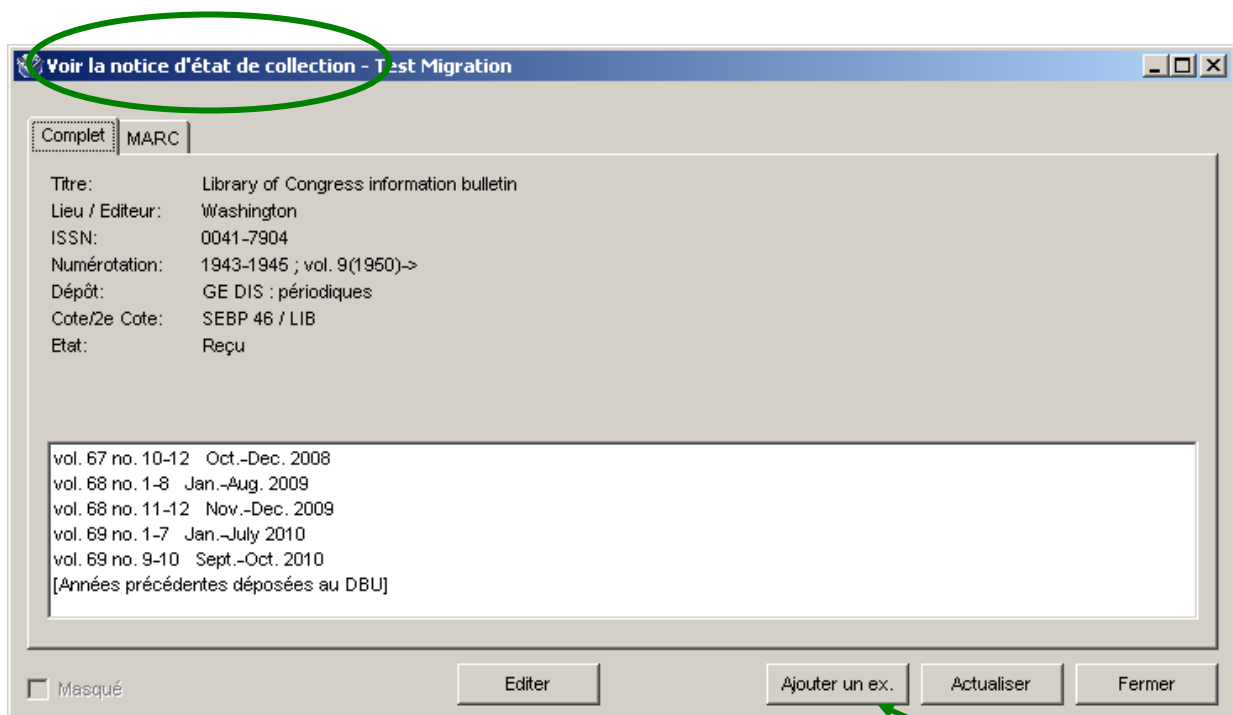 Voir la notice d'état de collection - Test Migration
Complet MARC
Titre: Library of Congress information bulletin
Lieu / Editeur: Washington
ISSN: 0041-7904
Numérotation: 1943-1945 ; vol. 9(1950)->
Dépôt: GE DIS : périodiques
Cote/2e Cote: SEBP 46 / LIB
Etat: Reçu
vol. 67 no. 10-12 Oct.-Dec. 2008
vol. 68 no. 1-8 Jan.-Aug. 2009
vol. 68 no. 11-12 Nov.-Dec. 2009
vol. 69 no. 1-7 Jan.-July 2010
vol. 69 no. 9-10 Sept.-Oct. 2010
[Années précédentes déposées au DBU]
Masqué Editer Ajouter un ex. Actualiser Fermer